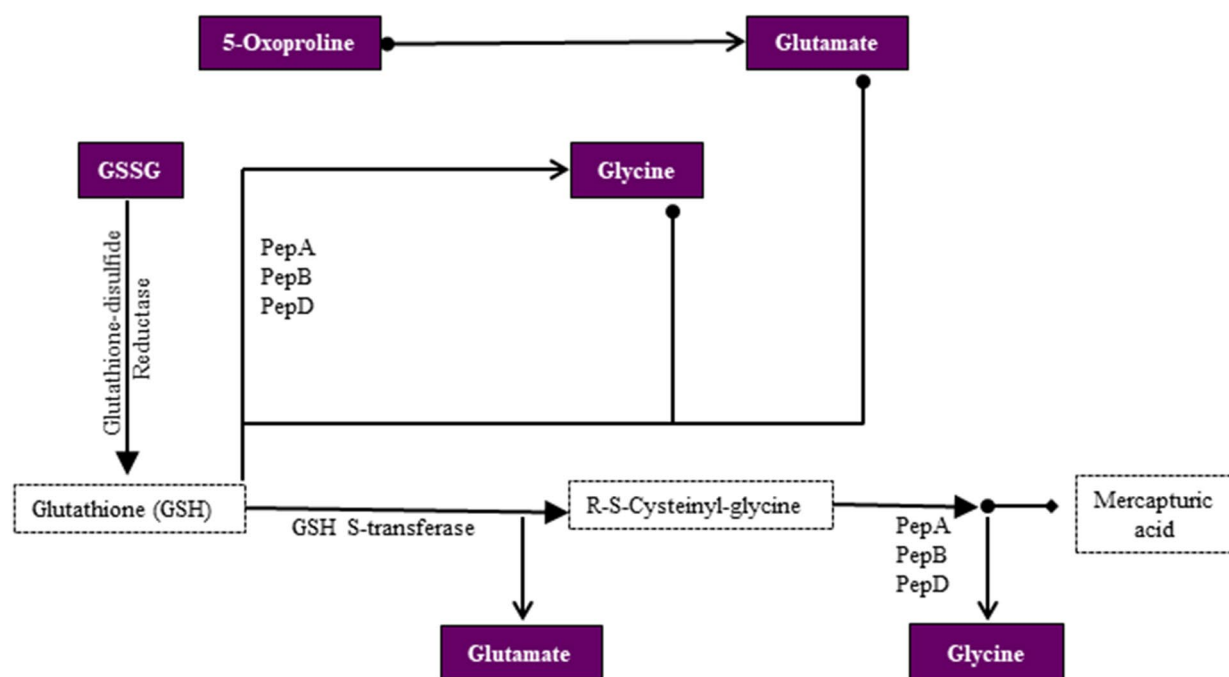 5-Oxoproline
Glutamate
GSSG
Glycine
Glutathione-disulfide
Reductase
PepA
PepB
PepD
Glutathione (GSH)
GSH S-transferase
R-S-Cysteinyl-glycine
PepA
PepB
PepD
Mercapturic
acid
Glutamate
Glycine